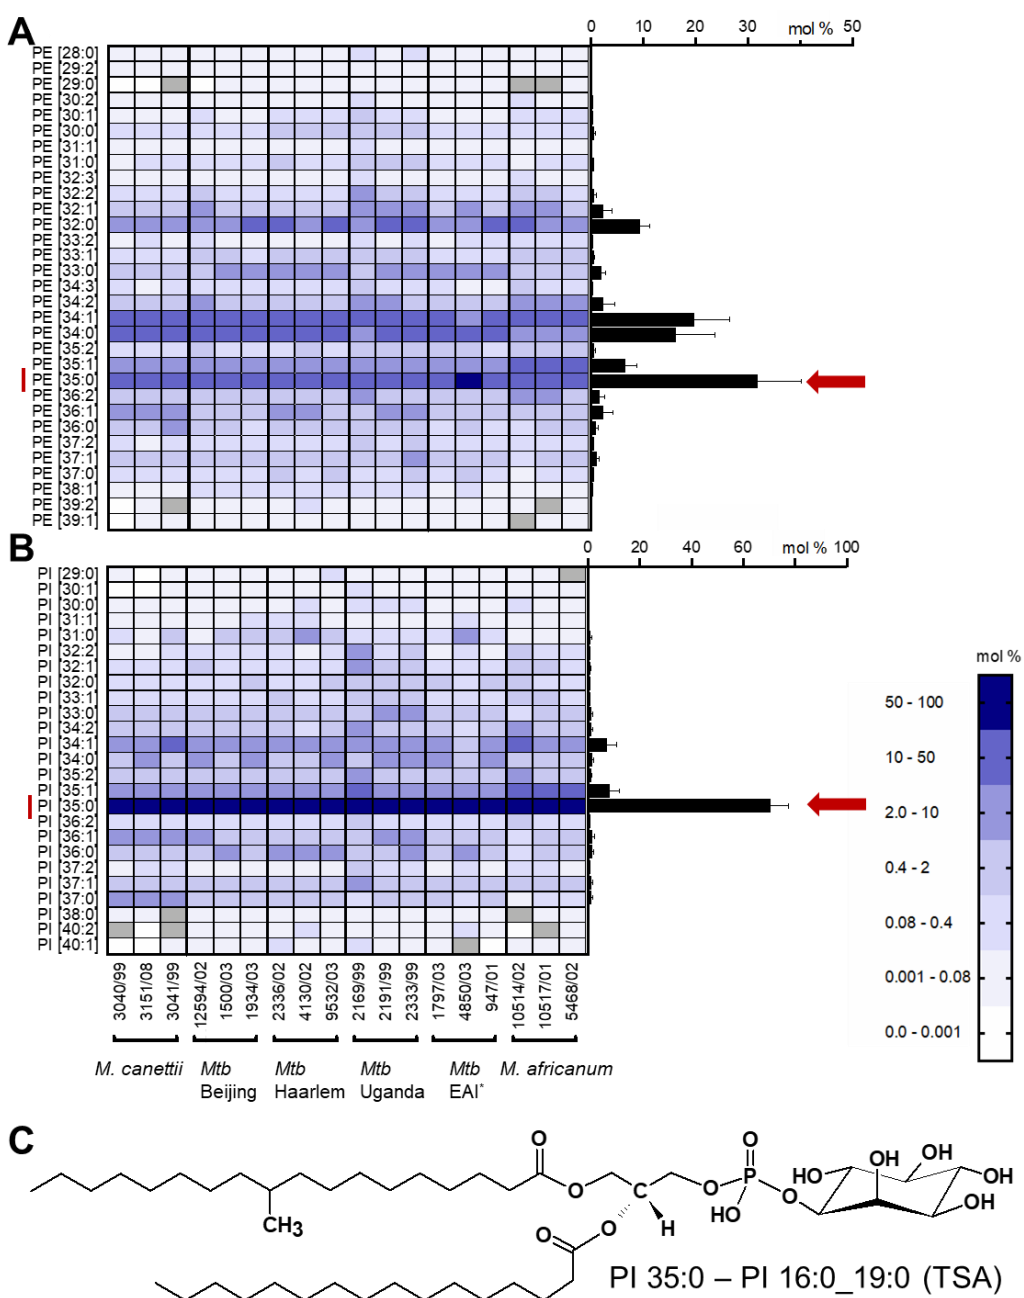 A
0 10 20 30 mol % 50
PE [28:0]
PE [29:2]
PE [29:0]
PE [30:2]
PE [30:1]
PE [30:0]
PE [31:1]
PE [31:0]
PE [32:3]
PE [32:2]
PE [32:1]
PE [32:0]
PE [33:2]
PE [33:1]
PE [33:0]
PE [34:3]
PE [34:2]
PE [34:1]
PE [34:0]
PE [35:2]
PE [35:1]
PE [35:0]
PE [36:2]
PE [36:1]
PE [36:0]
PE [37:2]
PE [37:1]
PE [37:0]
PE [38:1]
PE [39:2]
PE [39:1]
B
0 20 40 60 mol % 100
PI [29:0]
PI [30:1]
PI [30:0]
PI [31:1]
PI [31:0]
PI [32:2]
PI [32:1]
PI [32:0]
PI [33:1]
PI [33:0]
PI [34:2]
PI [34:1]
PI [34:0]
PI [35:2]
PI [35:1]
PI [35:0]
PI [36:2]
PI [36:1]
PI [36:0]
PI [37:2]
PI [37:1]
PI [37:0]
PI [38:0]
PI [40:2]
PI [40:1]
mol %
50 - 100
10 - 50
2.0 - 10
0.4 - 2
0.08 - 0.4
0.001 - 0.08
0.0 - 0.001
3040/99 3151/08 3041/99 12594/02 1500/03 1934/03 2336/02 4130/02 9532/03 2169/99 2191/99 2333/99 1797/03 4850/03 947/01 10514/02 10517/01 5468/02
M. canettii Mtb Mtb Mtb Mtb M. africanum
Beijing Haarlem Uganda EAI*
C
O O OH OH
HO OH
O C O P O OH
CH3 O H HO
O
PI 35:0 – PI 16:0_19:0 (TSA)